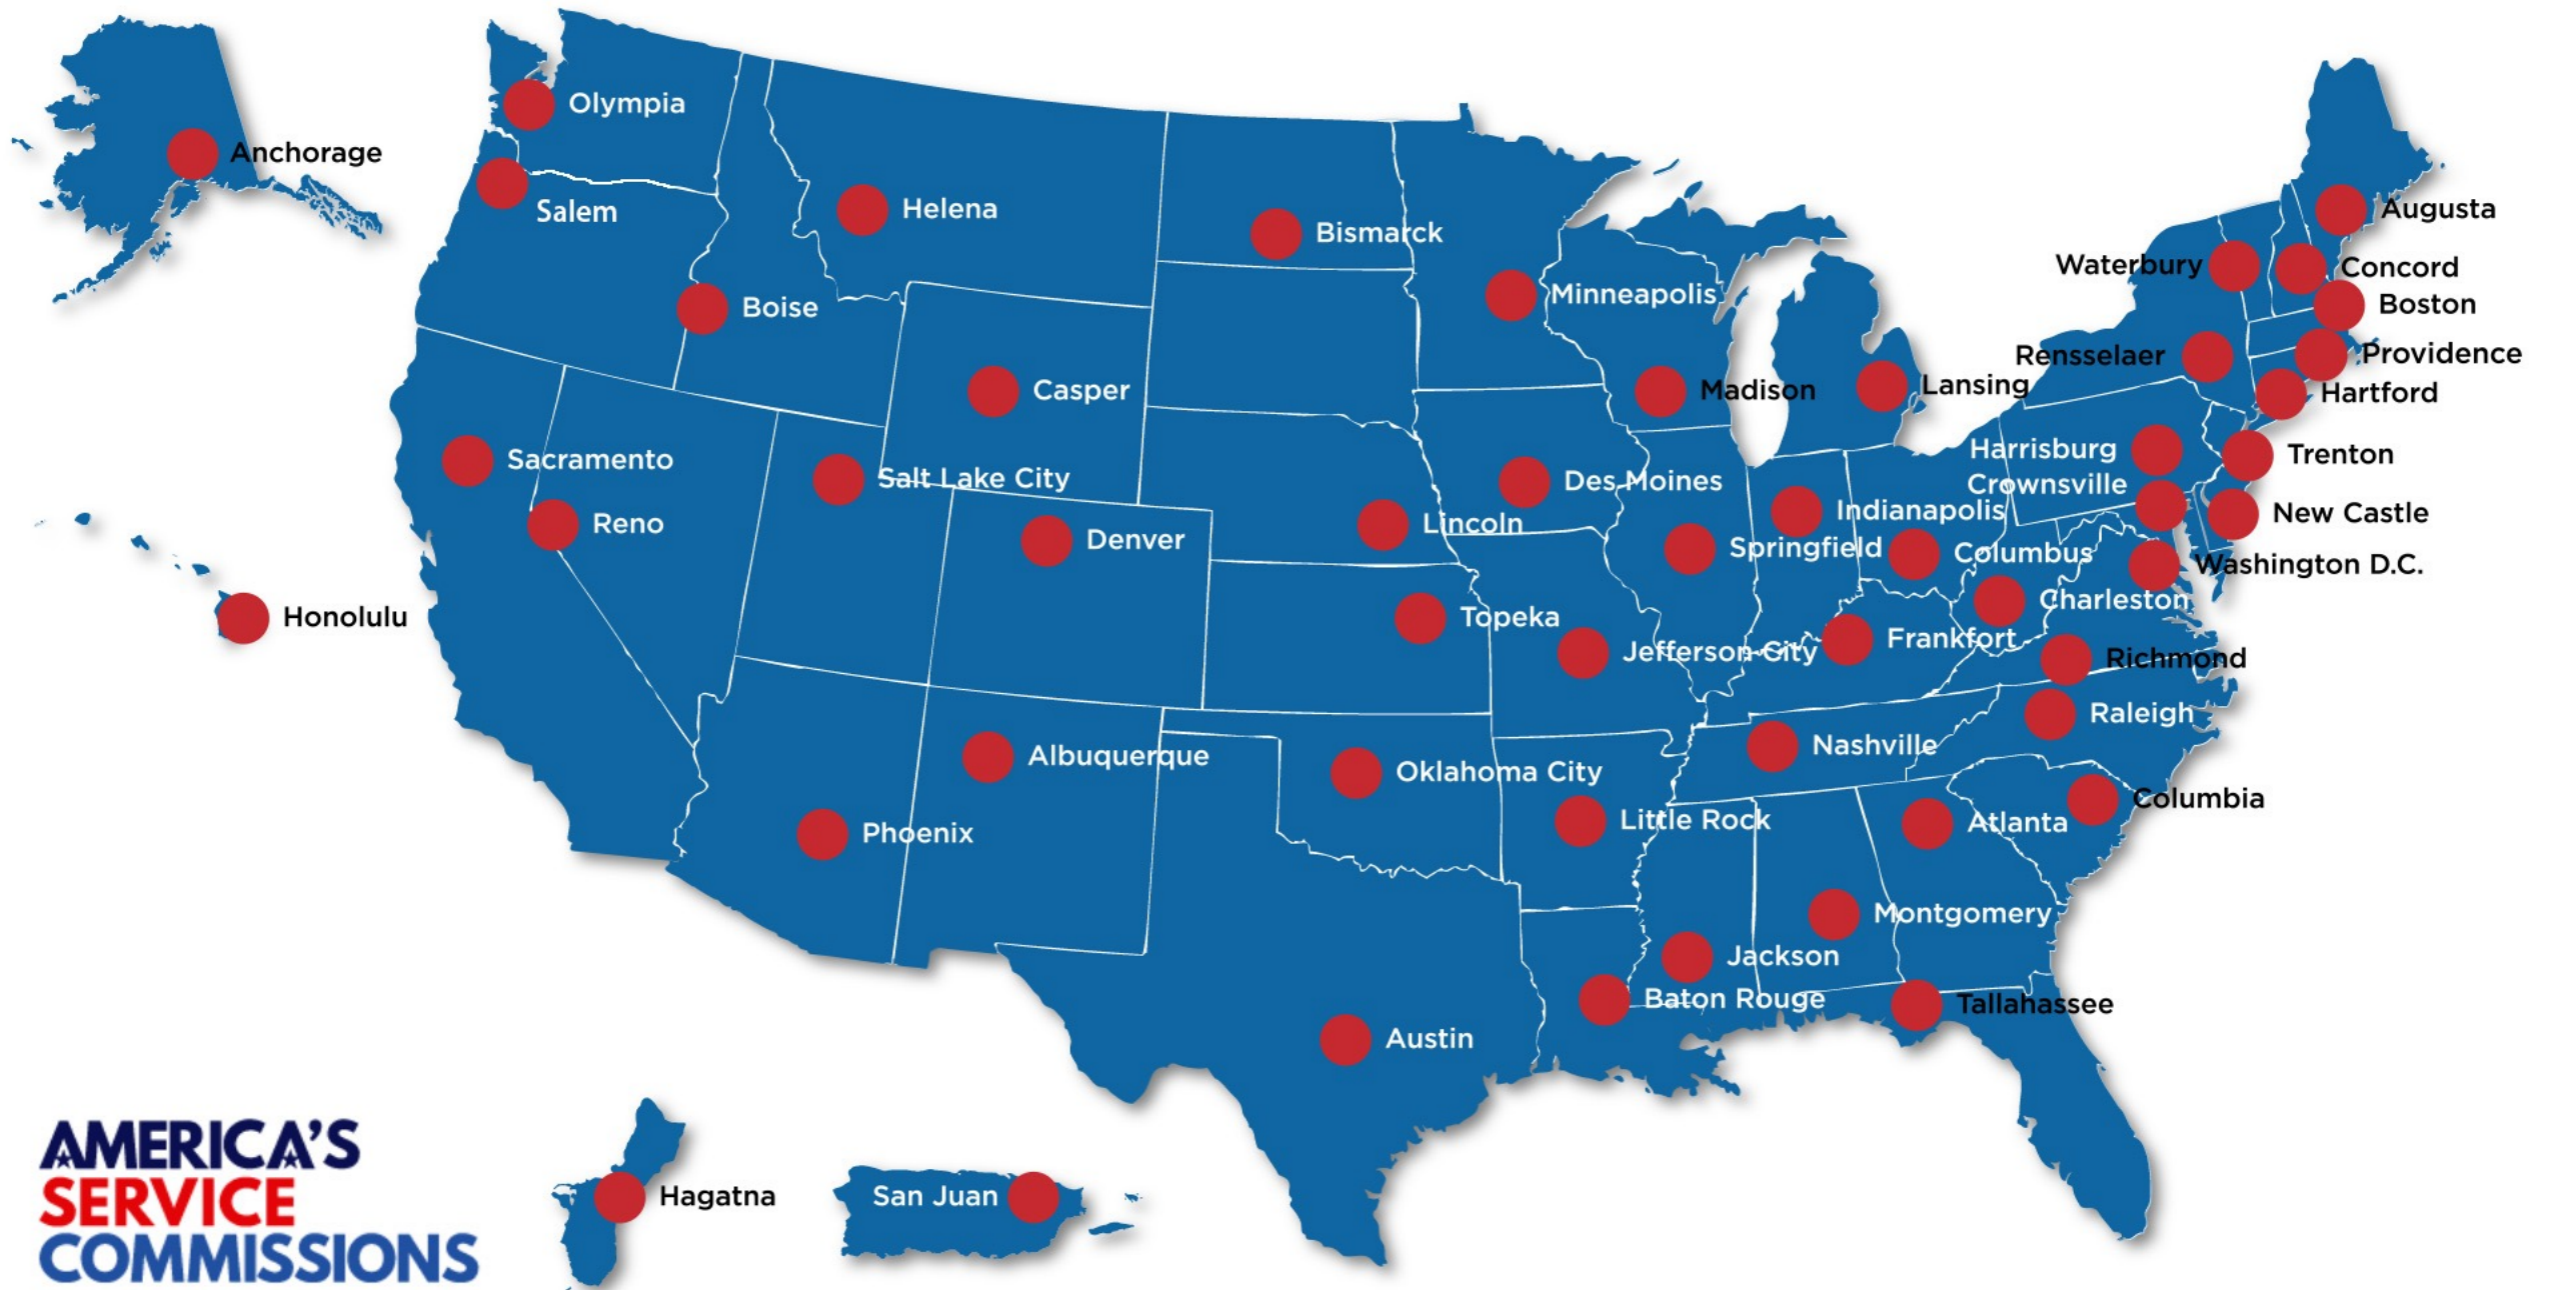 Olympia
Anchorage
Salem
Helena
Augusta
Bismarck
Waterbury
Concord
Minneapolis
Boston
Boise
Rensselaer
Providence
Lansing
Hartford
Casper
Madison
Harrisburg
Trenton
Sacramento
Salt Lake City
Des Moines
Crownsville
Indianapolis
New Castle
Reno
Lincoln
Denver
Springfield
Columbus
Washington D.C.
Charleston
Honolulu
Topeka
Frankfort
Jefferson City
Richmond
Raleigh
Nashville
Albuquerque
Oklahoma City
Columbia
Little Rock
Atlanta
Phoenix
Montgomery
Jackson
Baton Rouge
Tallahassee
Austin
AMERICA'S
SERVICE
COMMISSIONS
Hagatna
San Juan